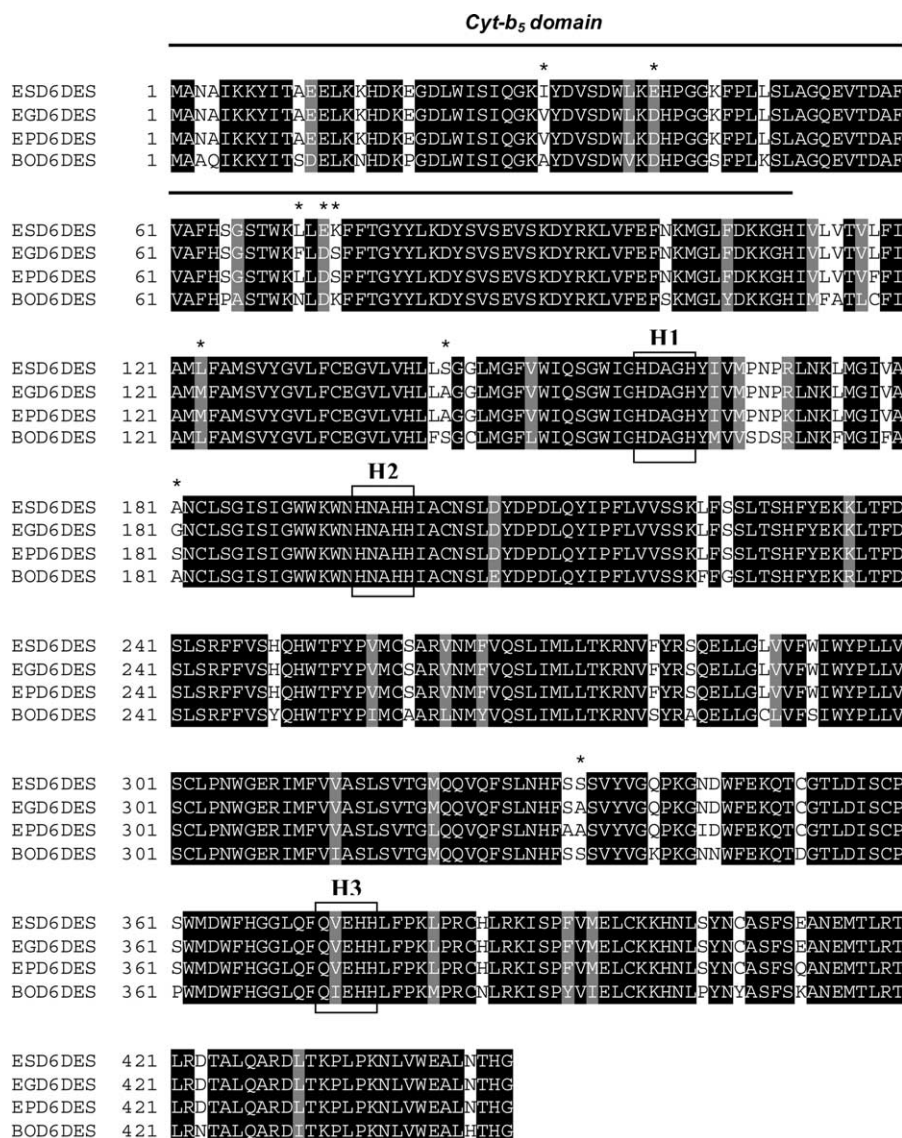 Cyt-b5 domain
* *
ESD6DES 1 MANAIKKYITAEELKKHDKEGDLWISIQGKIYDVSDWLKEHPGGKFPLLSLAGQEVTDAF
EGD6DES 1 MANAIKKYITAEELKKHDKEGDLWISIQGKVYDVSDWLKDHPGGKFPLLSLAGQEVTDAF
EPD6DES 1 MANAIKKYITAEELKKHDKEGDLWISIQGKVYDVSDWLKDHPGGKFPLLSLAGQEVTDAF
BOD6DES 1 MAAQIKKYITSDELKNHDKPGDLWISIQGKAYDVSDWVKDHPGGSFPLKSLAGQEVTDAF
* **
ESD6DES 61 VAFHSGSTWKLLEKFFTGYYLKDYSVSEVSKDYRKLVFEFNKMGLFDKKGHIVLVTVLFI
EGD6DES 61 VAFHSGSTWKFLDSFFTGYYLKDYSVSEVSKDYRKLVFEFNKMGLFDKKGHIVLVTVLFI
EPD6DES 61 VAFHSGSTWKLLDSFFTGYYLKDYSVSEVSKDYRKLVFEFNKMGLFDKKGHIVLVTVFFI
BOD6DES 61 VAFHPASTWKNLDKFFTGYYLKDYSVSEVSKDYRKLVFEFSKMGLYDKKGHIMFATLCFI
* * H1
ESD6DES 121 AMLFAMSVYGVLFCEGVLVHLLSGGLMGFVWIQSGWIGHDAGHYIVMPNPRLNKLMGIVA
EGD6DES 121 AMMFAMSVYGVLFCEGVLVHLLAGGLMGFVWIQSGWIGHDAGHYIVMPNPRLNKLMGIVA
EPD6DES 121 AMMFAMSVYGVLFCEGVLVHLLAGGLMGFVWIQSGWIGHDAGHYIVMPNPKLNKLMGIVA
BOD6DES 121 AMLFAMSVYGVLFCEGVLVHLFSGCLMGFLWIQSGWIGHDAGHYMVVSDSRLNKFMGIFA
* H2
ESD6DES 181 ANCLSGISIGWWKWNHNAHHIACNSLDYDPDLQYIPFLVVSSKLFSSLTSHFYEKKLTFD
EGD6DES 181 GNCLSGISIGWWKWNHNAHHIACNSLDYDPDLQYIPFLVVSSKLFSSLTSHFYEKKLTFD
EPD6DES 181 SNCLSGISIGWWKWNHNAHHIACNSLDYDPDLQYIPFLVVSSKLFSSLTSHFYEKKLTFD
BOD6DES 181 ANCLSGISIGWWKWNHNAHHIACNSLEYDPDLQYIPFLVVSSKFFGSLTSHFYEKRLTFD
ESD6DES 241 SLSRFFVSHQHWTFYPVMCSARVNMFVQSLIMLLTKRNVFYRSQELLGLVVFWIWYPLLV
EGD6DES 241 SLSRFFVSHQHWTFYPVMCSARVNMFVQSLIMLLTKRNVFYRSQELLGLVVFWIWYPLLV
EPD6DES 241 SLSRFFVSHQHWTFYPVMCSARVNMFVQSLIMLLTKRNVFYRSQELLGLVVFWIWYPLLV
BOD6DES 241 SLSRFFVSYQHWTFYPIMCAARLNMYVQSLIMLLTKRNVSYRAQELLGCLVFSIWYPLLV
*
ESD6DES 301 SCLPNWGERIMFVVASLSVTGMQQVQFSLNHFSSSVYVGQPKGNDWFEKQTCGTLDISCP
EGD6DES 301 SCLPNWGERIMFVVASLSVTGMQQVQFSLNHFSASVYVGQPKGNDWFEKQTCGTLDISCP
EPD6DES 301 SCLPNWGERIMFVVASLSVTGLQQVQFSLNHFAASVYVGQPKGIDWFEKQTCGTLDISCP
BOD6DES 301 SCLPNWGERIMFVIASLSVTGMQQVQFSLNHFSSSVYVGKPKGNNWFEKQTDGTLDISCP
H3
ESD6DES 361 SWMDWFHGGLQFQVEHHLFPKLPRCHLRKISPFVMELCKKHNLSYNCASFSEANEMTLRT
EGD6DES 361 SWMDWFHGGLQFQVEHHLFPKLPRCHLRKISPFVMELCKKHNLSYNCASFSEANEMTLRT
EPD6DES 361 SWMDWFHGGLQFQVEHHLFPKLPRCHLRKISPFVMELCKKHNLSYNCASFSQANEMTLRT
BOD6DES 361 PWMDWFHGGLQFQIEHHLFPKMPRCNLRKISPYVIELCKKHNLPYNYASFSKANEMTLRT
ESD6DES 421 LRDTALQARDLTKPLPKNLVWEALNTHG
EGD6DES 421 LRDTALQARDLTKPLPKNLVWEALNTHG
EPD6DES 421 LRDTALQARDLTKPLPKNLVWEALNTHG
BOD6DES 421 LRNTALQARDITKPLPKNLVWEALHTHG